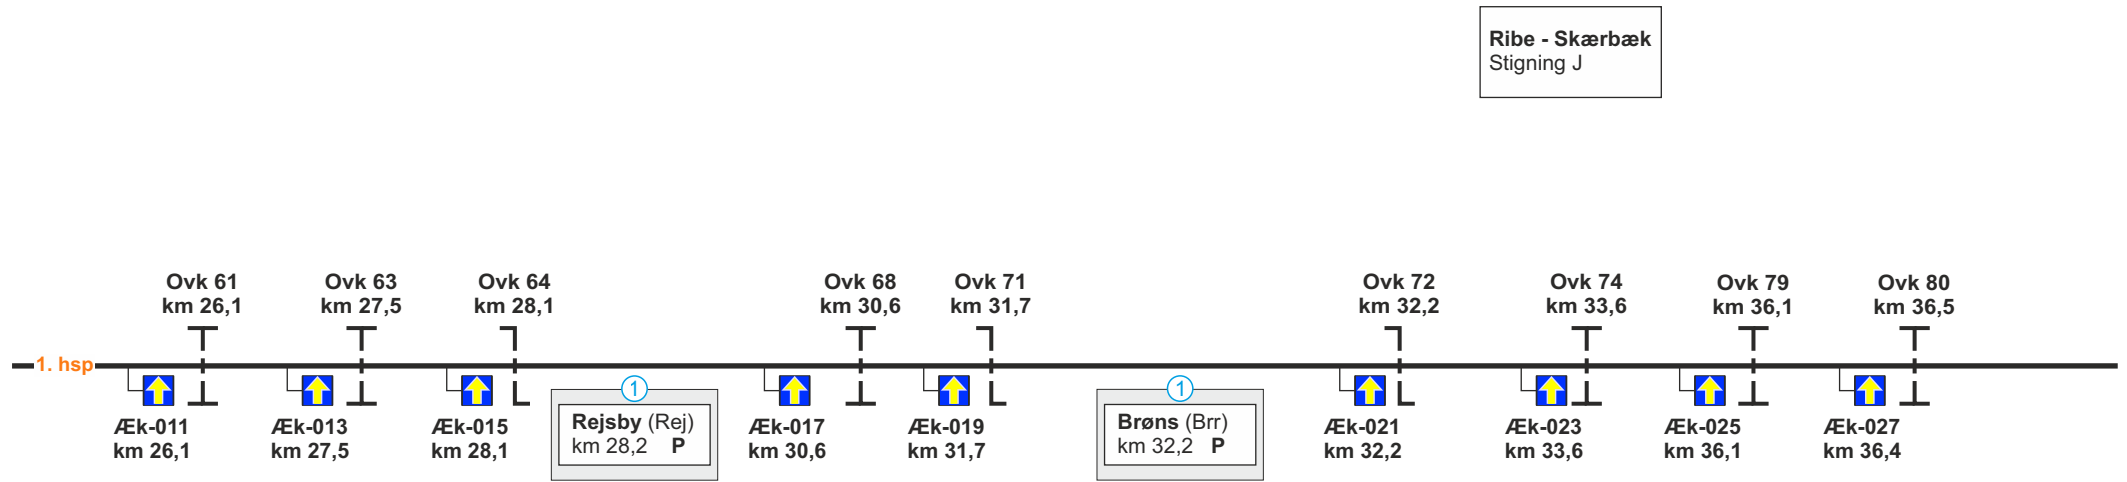 Ribe - Skærbæk
Stigning J
Ovk 61
km 26,1
Ovk 63
km 27,5
Ovk 64
km 28,1
Ovk 68
km 30,6
Ovk 71
km 31,7
Ovk 72
km 32,2
Ovk 74
km 33,6
Ovk 79
km 36,1
Ovk 80
km 36,5
1. hsp
Æk-011
km 26,1
Æk-013
km 27,5
Æk-015
km 28,1
1
Rejsby (Rej)
km 28,2 P
Æk-017
km 30,6
Æk-019
km 31,7
1
Brøns (Brr)
km 32,2 P
Æk-021
km 32,2
Æk-023
km 33,6
Æk-025
km 36,1
Æk-027
km 36,4